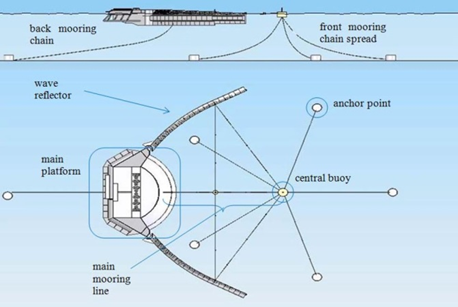 back mooring
chain
front mooring
chain spread
wave
reflector
anchor point
main
platform
central buoy
main
mooring
line